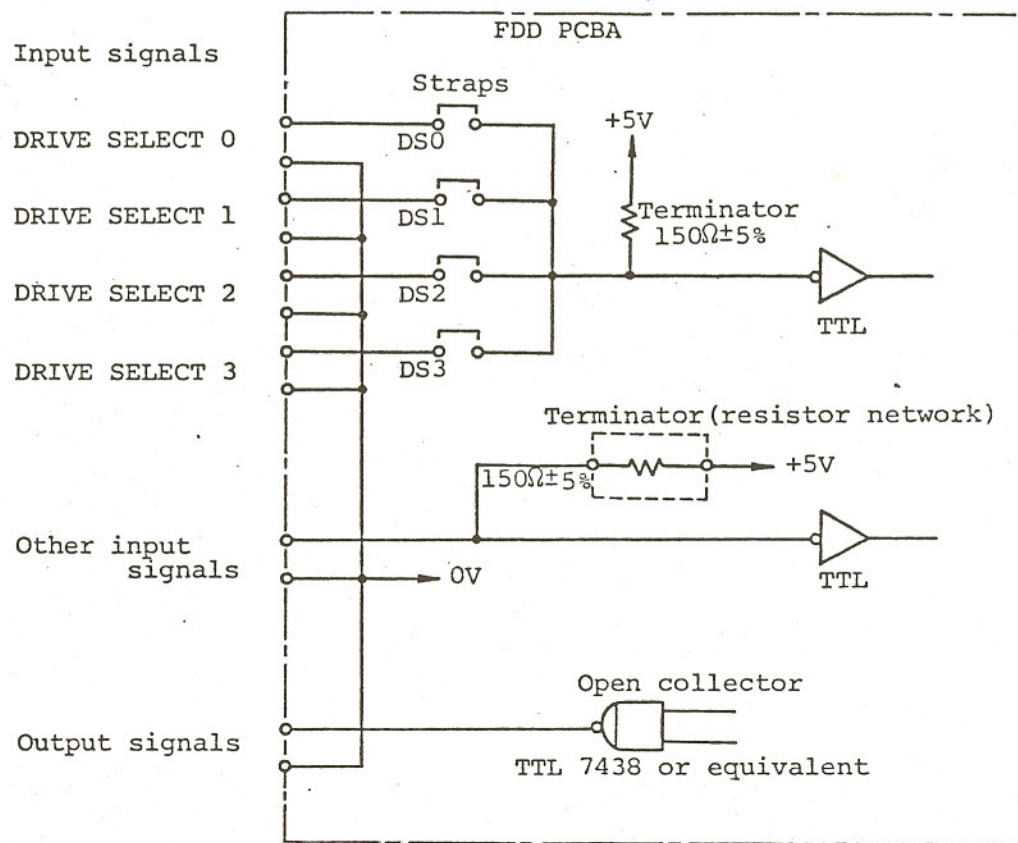 FDD PCBA
Input signals
Straps
DRIVE SELECT 0
DS0
+5V
DRIVE SELECT 1
DS1
Terminator
150Ω±5%
DRIVE SELECT 2
DS2
TTL
DRIVE SELECT 3
DS3
Terminator(resistor network)
150Ω±5%
+5V
Other input
signals
0V
TTL
Open collector
Output signals
TTL 7438 or equivalent